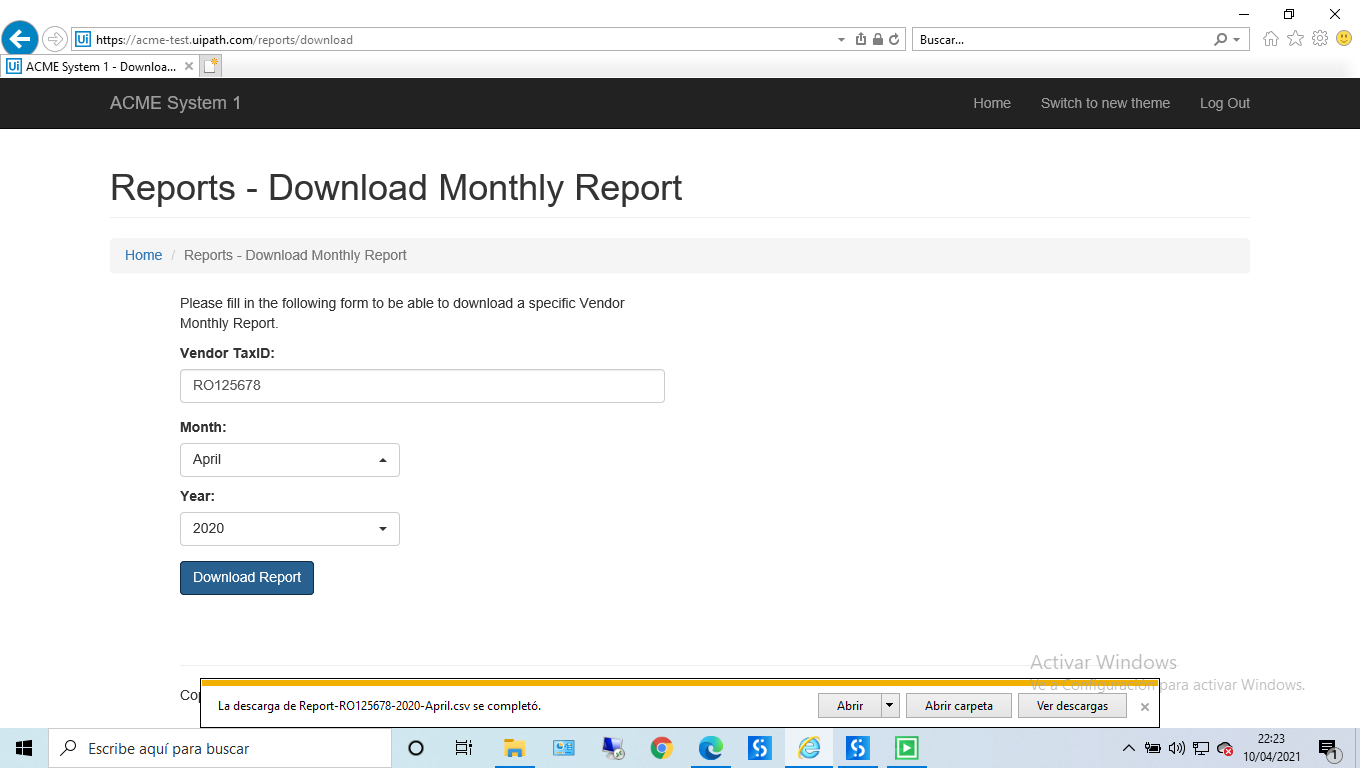 https://acme-test.uipath.com/reports/download
Buscar...
ACME System 1 - Downloa...
ACME System 1
Home
Switch to new theme
Log Out
Reports - Download Monthly Report
Home / Reports - Download Monthly Report
Please fill in the following form to be able to download a specific Vendor
Monthly Report.
Vendor TaxID:
RO125678
Month:
April
Year:
2020
Download Report
Activar Windows
Ve a Configuración para activar Windows.
La descarga de Report-RO125678-2020-April.csv se completó.
Abrir
Abrir carpeta
Ver descargas
Escribe aquí para buscar
22:23
10/04/2021
1